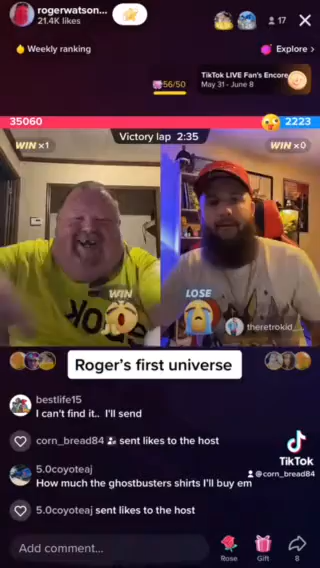 rogerwatson...
21.4K likes
17
Weekly ranking
Explore >
56/50
TikTok LIVE Fan's Encore
May 31 - June 8
35060
2223
Victory lap 2:35
WIN x1
WIN x0
WIN
LOSE
theretrokid_...
Roger's first universe
bestlife15
I can't find it.. I'll send
corn_bread84 sent likes to the host
TikTok
@corn_bread84
5.0coyoteaj
How much the ghostbusters shirts I'll buy em
5.0coyoteaj sent likes to the host
Add comment...
Rose
Gift
8